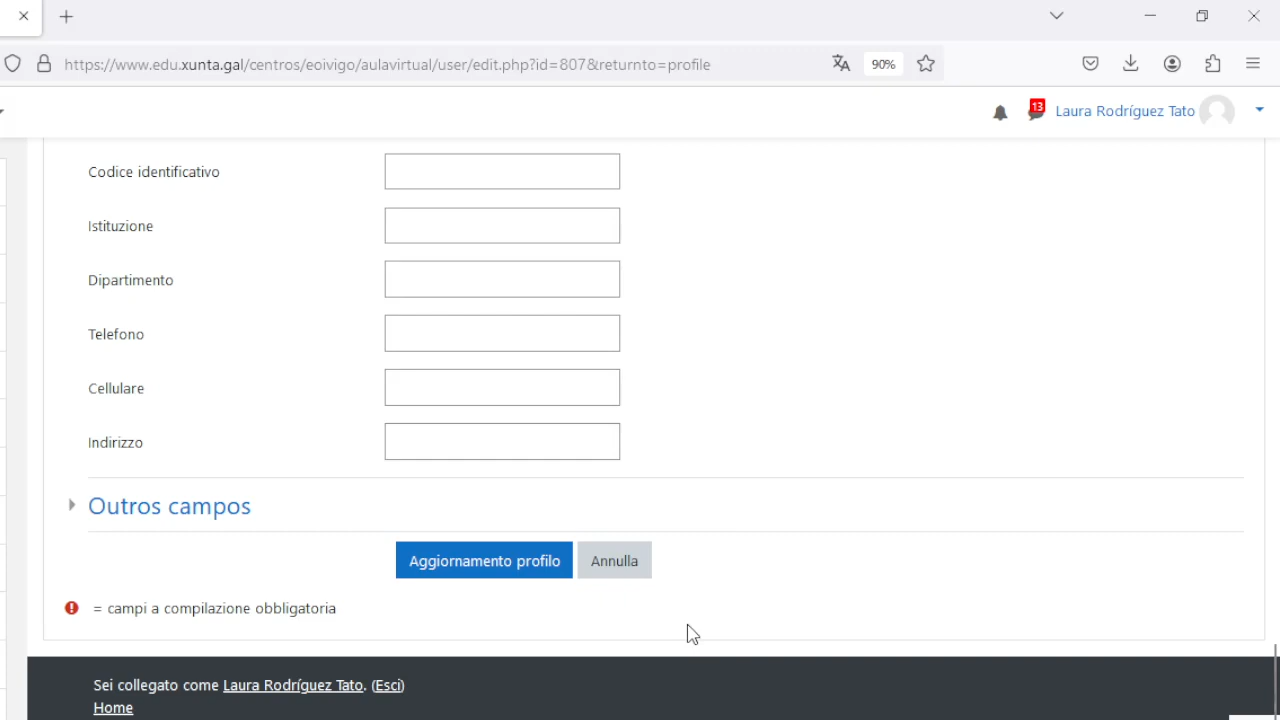 https://www.edu.xunta.gal/centros/eoivigo/aulavirtual/user/edit.php?id=807&returnto=profile
90%
13
Laura Rodríguez Tato
Codice identificativo
Istituzione
Dipartimento
Telefono
Cellulare
Indirizzo
Outros campos
Aggiornamento profilo Annulla
= campi a compilazione obbligatoria
Sei collegato come Laura Rodríguez Tato. (Esci)
Home